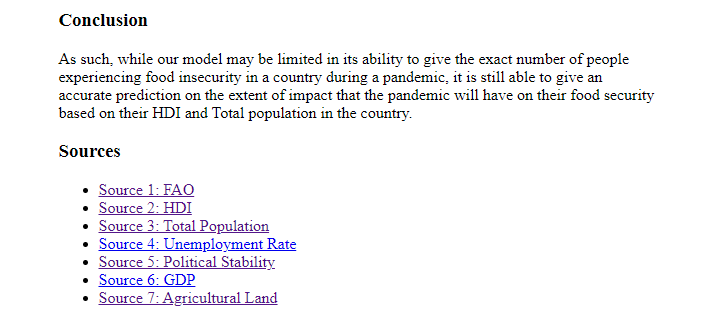 Conclusion
As such, while our model may be limited in its ability to give the exact number of people
experiencing food insecurity in a country during a pandemic, it is still able to give an
accurate prediction on the extent of impact that the pandemic will have on their food security
based on their HDI and Total population in the country.
Sources
Source 1: FAO
Source 2: HDI
Source 3: Total Population
Source 4: Unemployment Rate
Source 5: Political Stability
Source 6: GDP
Source 7: Agricultural Land